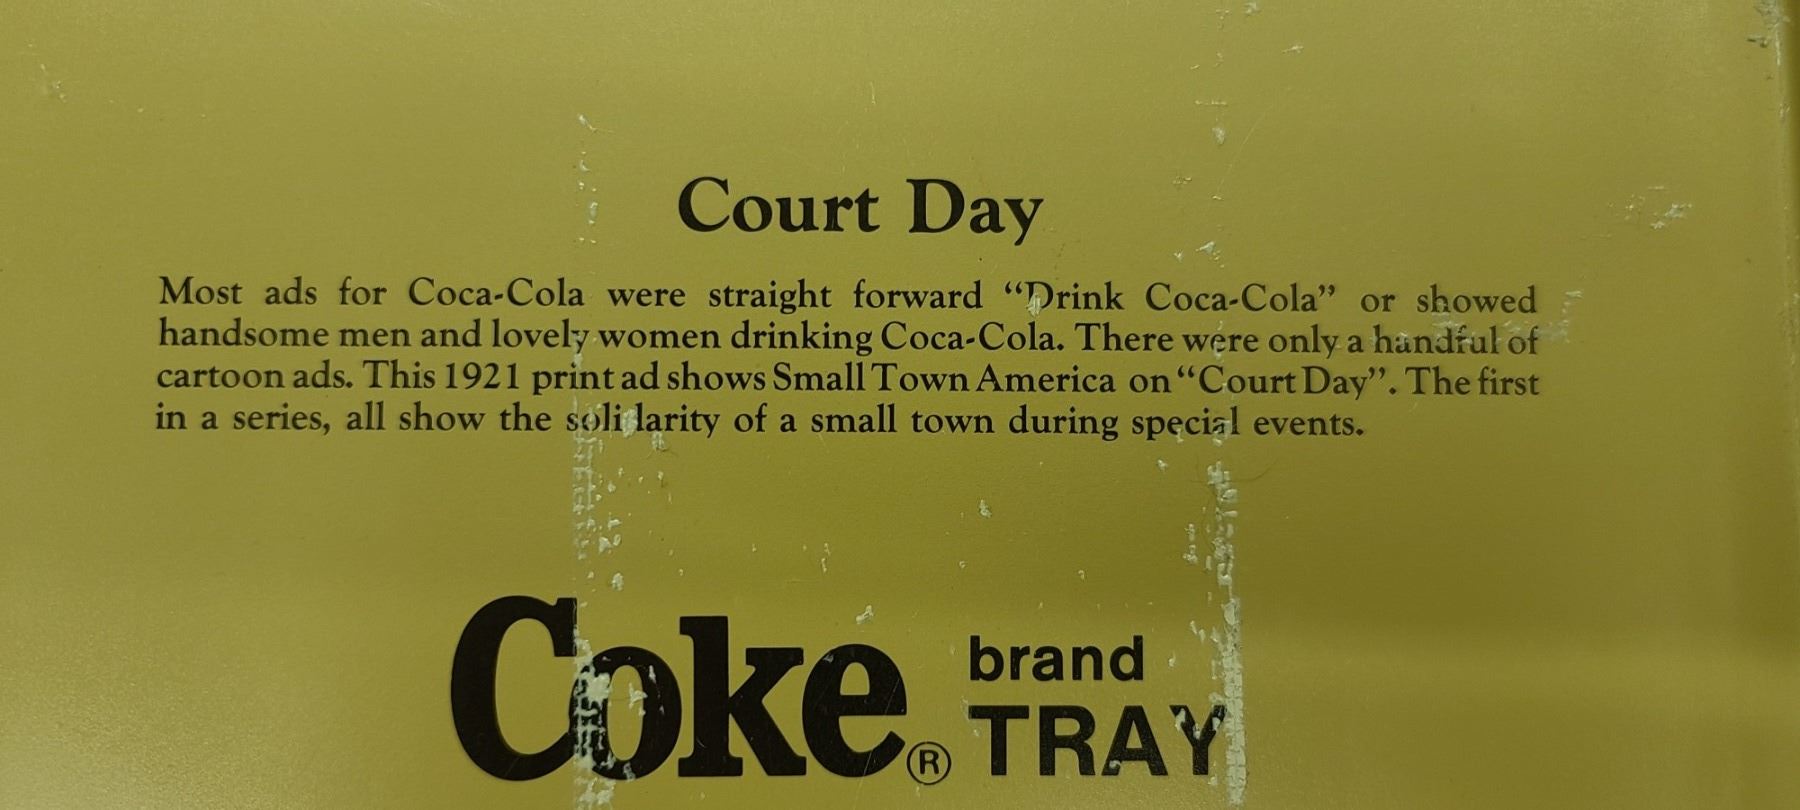 Court Day
Most ads for Coca-Cola were straight forward “Drink Coca-Cola” or showed
handsome men and lovely women drinking Coca-Cola. There were only a handful of
cartoon ads. This 1921 print ad shows Small Town America on “Court Day”. The first
in a series, all show the solidarity of a small town during special events.
Coke® brand
TRAY